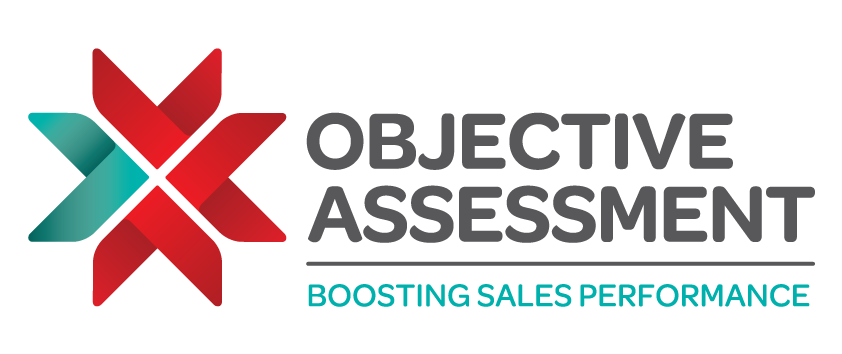 OBJECTIVE
ASSESSMENT
BOOSTING SALES PERFORMANCE